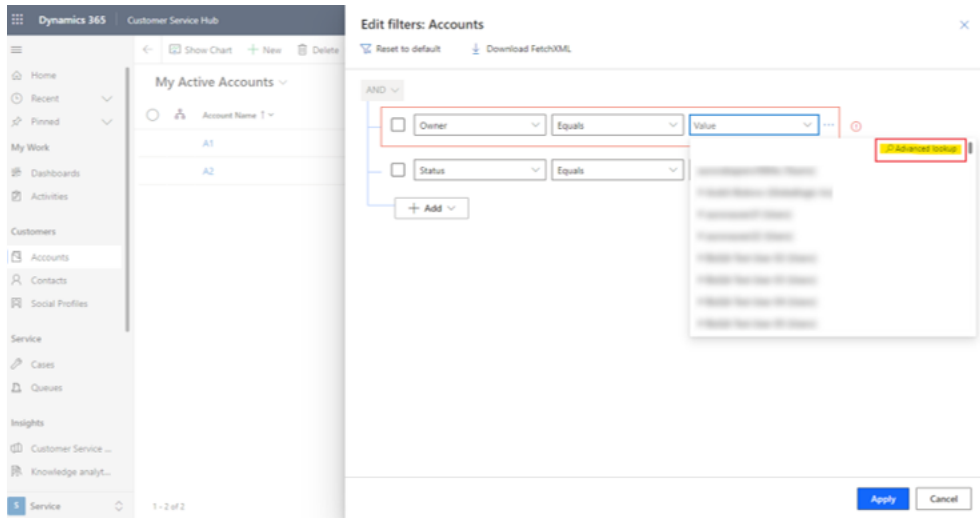 Dynamics 365 Customer Service Hub
Home
Recent
Pinned
My Work
Dashboards
Activities
Customers
Accounts
Contacts
Social Profiles
Service
Cases
Queues
Insights
Customer Service ...
Knowledge analyt...
S Service
Show Chart + New Delete
My Active Accounts
Account Name ↑
A1
A2
1 - 2 of 2
Edit filters: Accounts
Reset to default Download FetchXML
AND
Owner Equals Value ...
Advanced lookup
Status Equals
+ Add
Apply Cancel